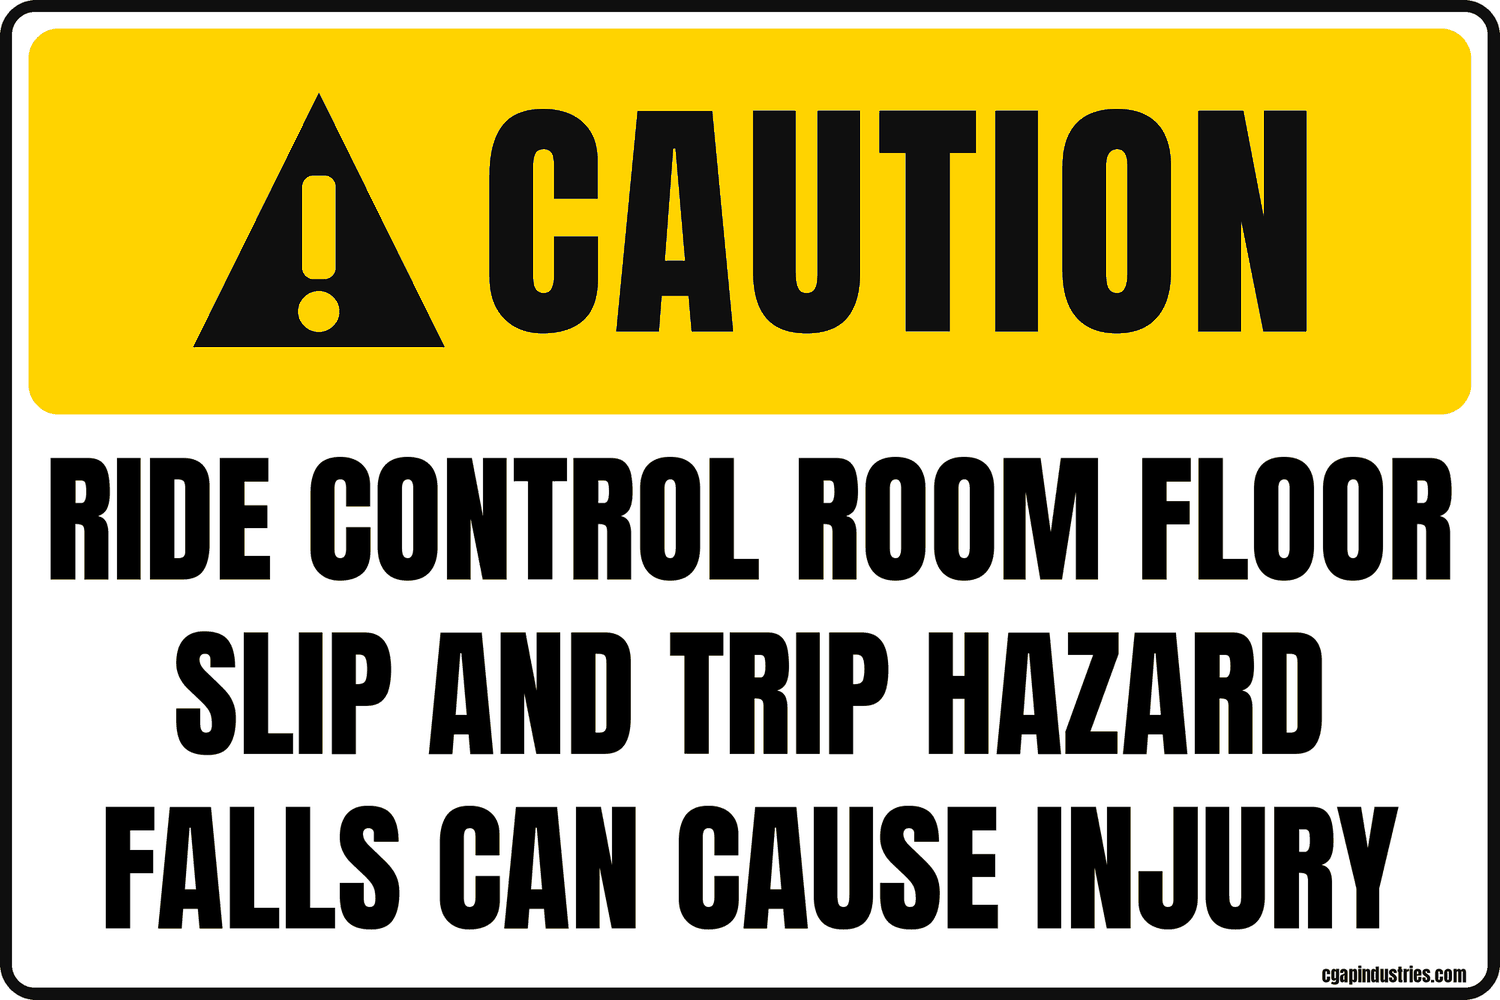 CAUTION
RIDE CONTROL ROOM FLOOR
SLIP AND TRIP HAZARD
FALLS CAN CAUSE INJURY
cgapindustries.com